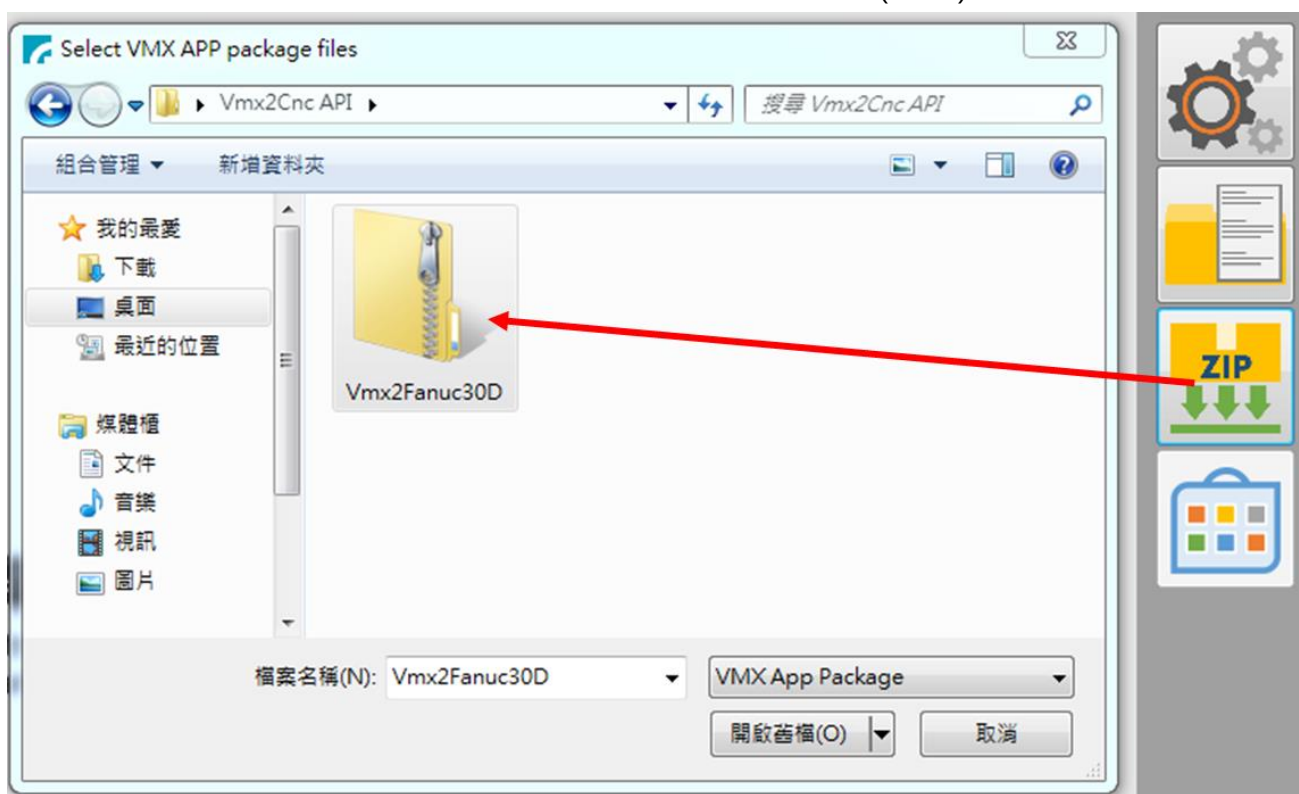 Select VMX APP package files
Vmx2Cnc API
搜尋 Vmx2Cnc API
組合管理 新增資料夾
我的最愛
下載
桌面
最近的位置
Vmx2Fanuc30D
媒體櫃
文件
音樂
視訊
圖片
ZIP
檔案名稱(N): Vmx2Fanuc30D VMX App Package
開啟舊檔(O) 取消